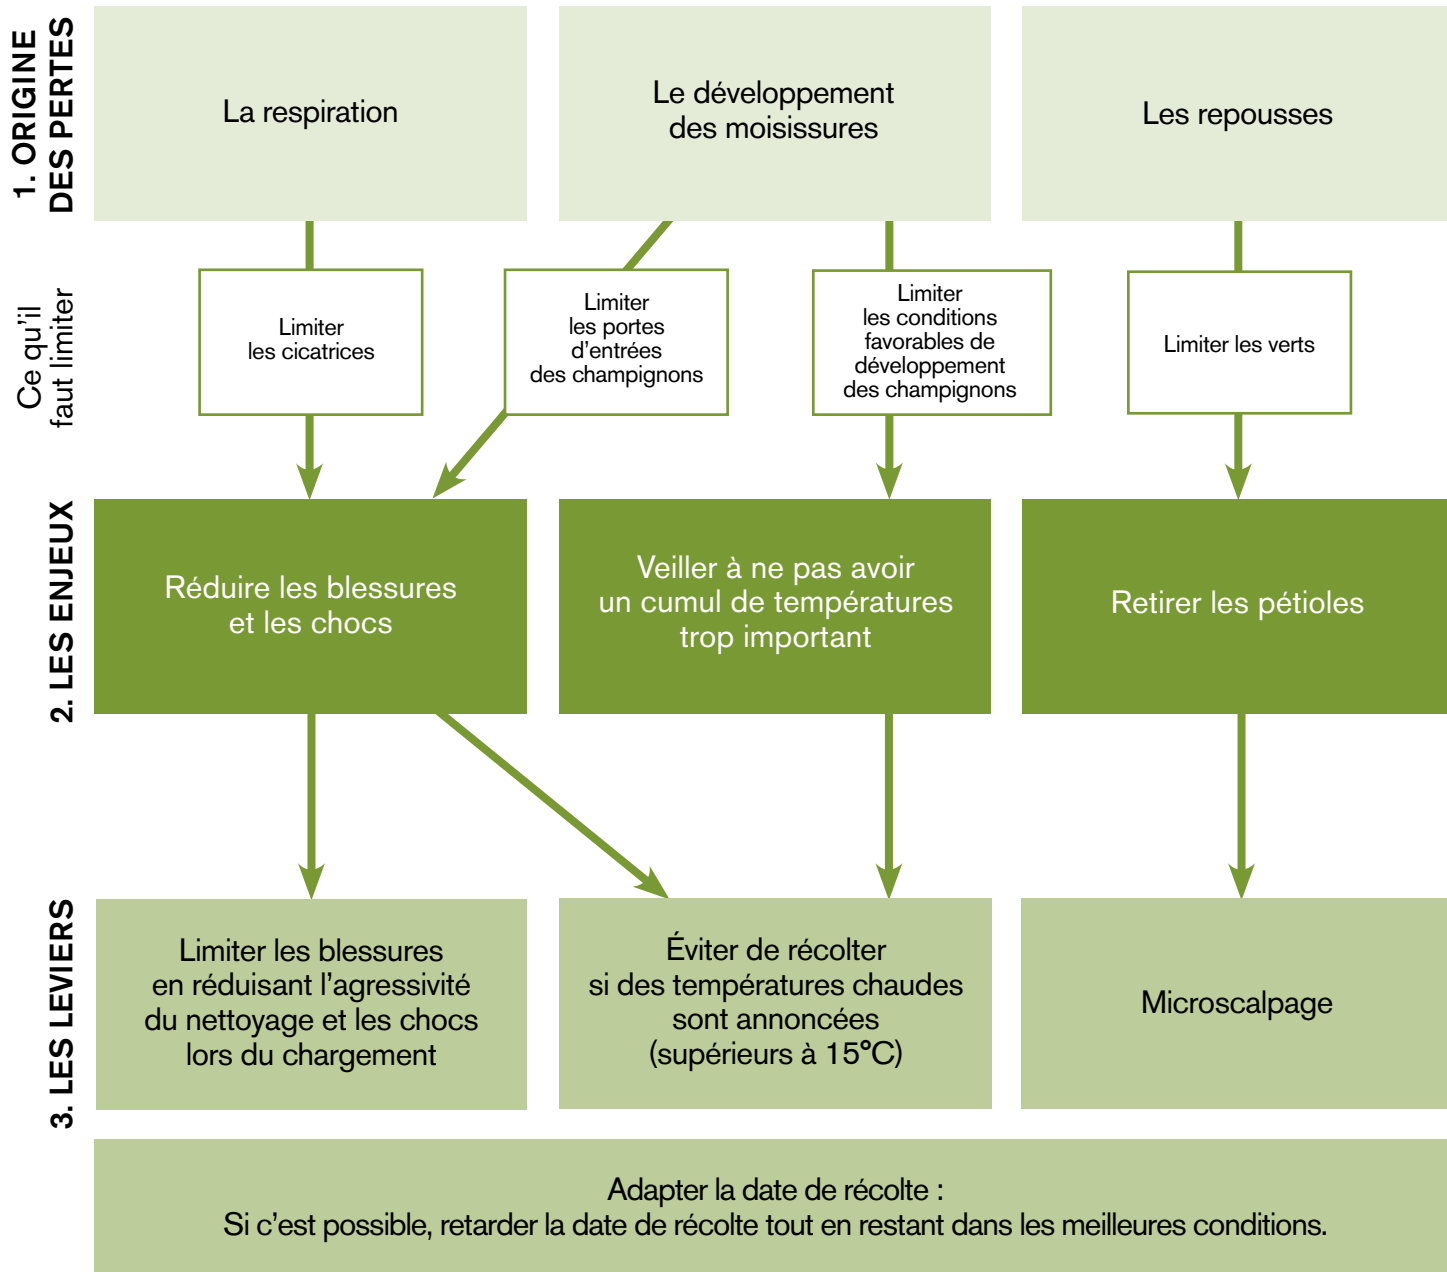 1. ORIGINE
DES PERTES
La respiration
Le développement
des moisissures
Les repousses
Ce qu'il
faut limiter
Limiter
les cicatrices
Limiter
les portes
d'entrées
des champignons
Limiter
les conditions
favorables de
développement
des champignons
Limiter les verts
2. LES ENJEUX
Réduire les blessures
et les chocs
Veiller à ne pas avoir
un cumul de températures
trop important
Retirer les pétioles
3. LES LEVIERS
Limiter les blessures
en réduisant l'agressivité
du nettoyage et les chocs
lors du chargement
Éviter de récolter
si des températures chaudes
sont annoncées
(supérieurs à 15°C)
Microscalpage
Adapter la date de récolte :
Si c'est possible, retarder la date de récolte tout en restant dans les meilleures conditions.